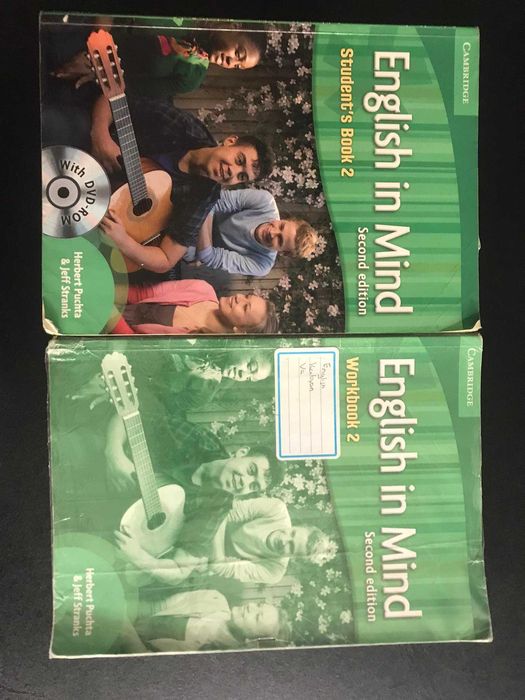 CAMBRIDGE
English in Mind
Second edition
Student's Book 2
With DVD-ROM
Herbert Puchta
& Jeff Stranks
CAMBRIDGE
English in Mind
Second edition
Workbook 2
English
Herbert Puchta
& Jeff Stranks